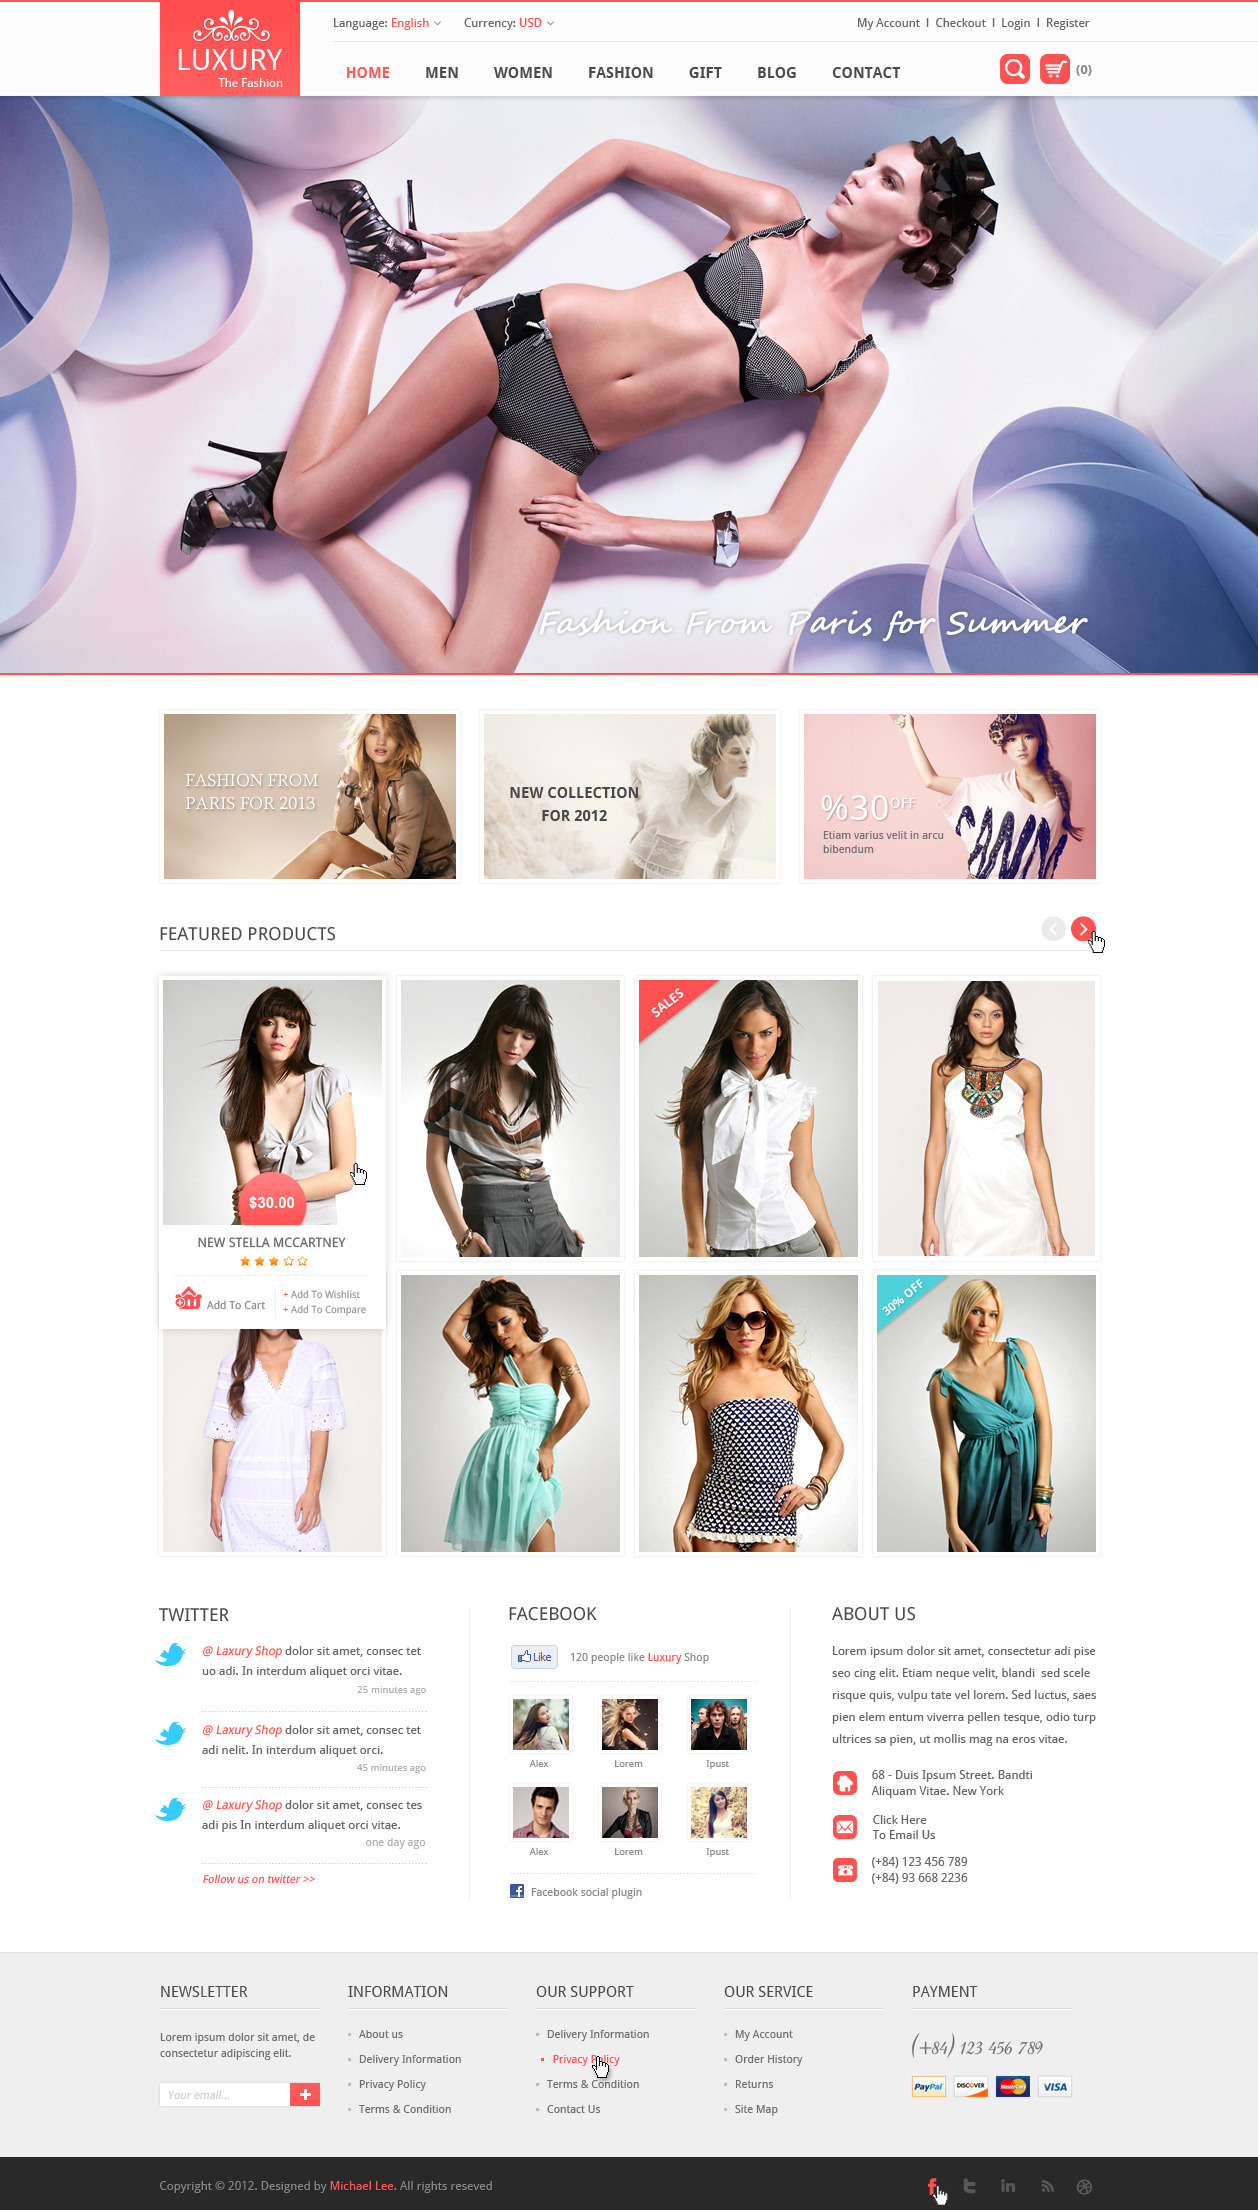 LUXURY
The Fashion
Language: English
Currency: USD
My Account | Checkout | Login | Register
HOME MEN WOMEN FASHION GIFT BLOG CONTACT
(0)
Fashion From Paris for Summer
FASHION FROM
PARIS FOR 2013
NEW COLLECTION
FOR 2012
%30OFF
Etiam varius velit in arcu
bibendum
FEATURED PRODUCTS
SALES
$30.00
NEW STELLA MCCARTNEY
Add To Cart
+ Add To Wishlist
+ Add To Compare
30% OFF
TWITTER
@ Laxury Shop dolor sit amet, consec tet
uo adi. In interdum aliquet orci vitae.
25 minutes ago
@ Laxury Shop dolor sit amet, consec tet
adi nelit. In interdum aliquet orci.
45 minutes ago
@ Laxury Shop dolor sit amet, consec tes
adi pis In interdum aliquet orci vitae.
one day ago
Follow us on twitter >>
FACEBOOK
Like
120 people like Luxury Shop
Alex Lorem Ipust
Alex Lorem Ipust
Facebook social plugin
ABOUT US
Lorem ipsum dolor sit amet, consectetur adi pise
seo cing elit. Etiam neque velit, blandi sed scele
risque quis, vulpu tate vel lorem. Sed luctus, saes
pien elem entum viverra pellen tesque, odio turp
ultrices sa pien, ut mollis mag na eros vitae.
68 - Duis Ipsum Street. Bandti
Aliquam Vitae. New York
Click Here
To Email Us
(+84) 123 456 789
(+84) 93 668 2236
NEWSLETTER
Lorem ipsum dolor sit amet, de
consectetur adipiscing elit.
Your email...
INFORMATION
About us
Delivery Information
Privacy Policy
Terms & Condition
OUR SUPPORT
Delivery Information
Privacy Policy
Terms & Condition
Contact Us
OUR SERVICE
My Account
Order History
Returns
Site Map
PAYMENT
(+84) 123 456 789
PayPal DISCOVER MasterCard VISA
Copyright © 2012. Designed by Michael Lee. All rights reseved